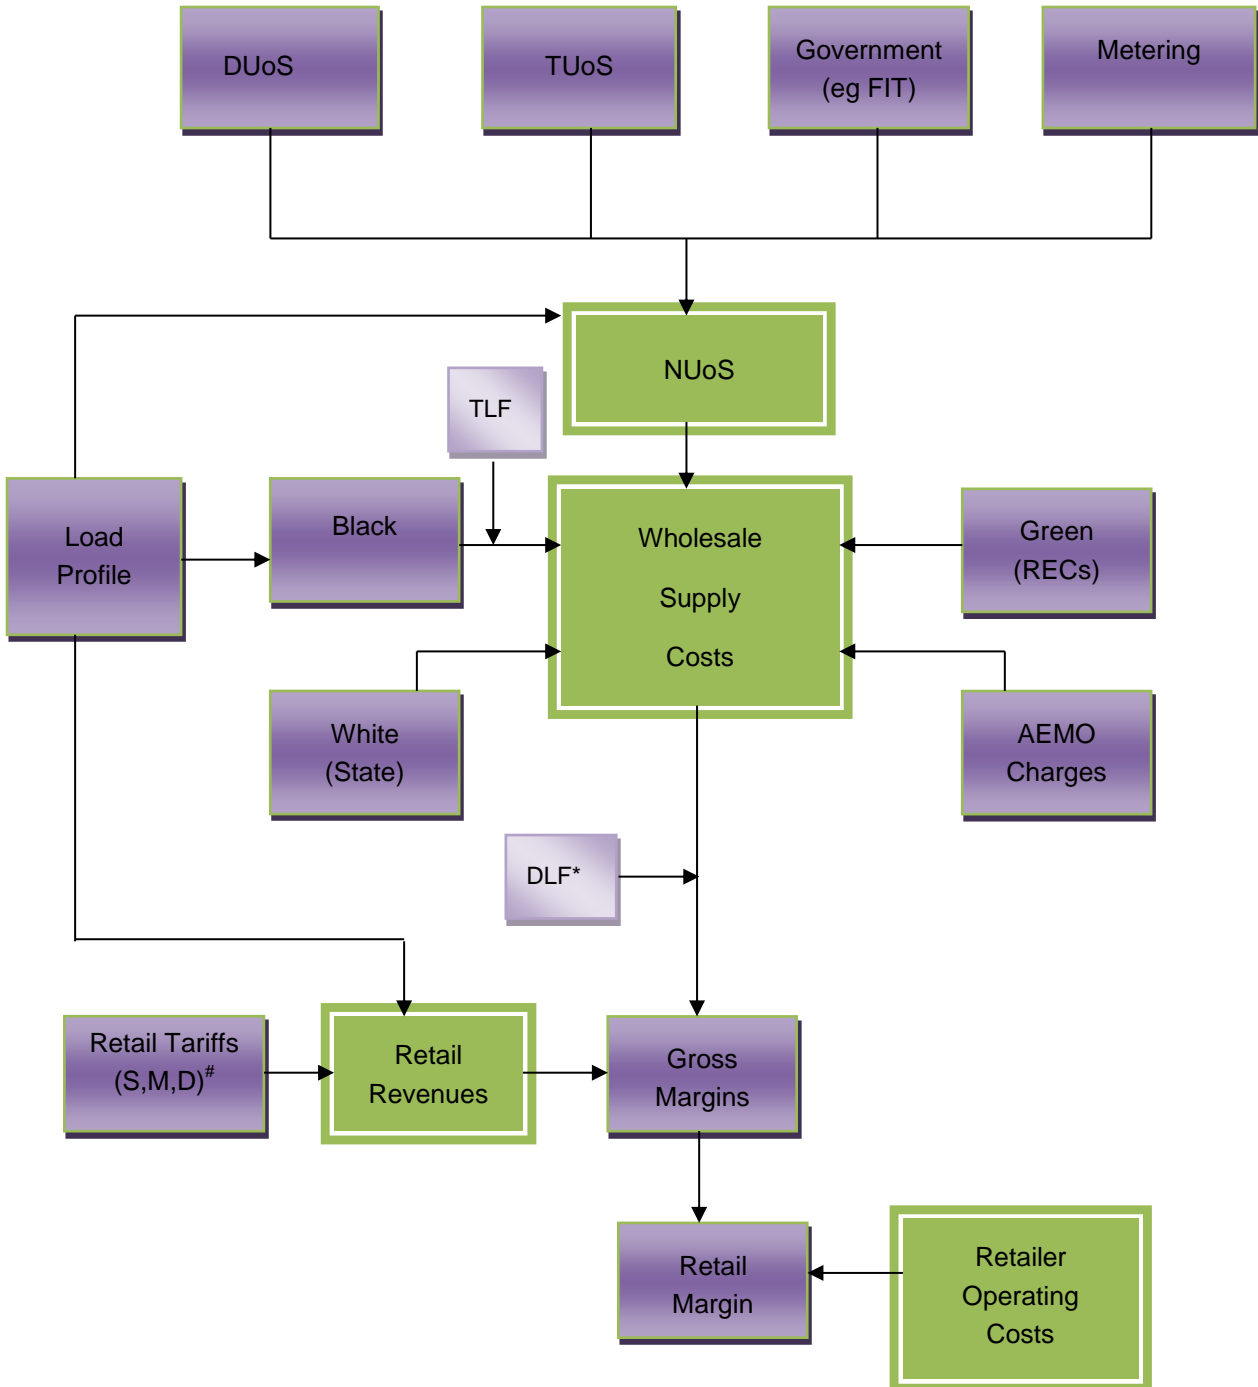 DUoS
TUoS
Government
(eg FIT)
Metering
NUoS
TLF
Load
Profile
Black
Wholesale
Supply
Costs
Green
(RECs)
White
(State)
AEMO
Charges
DLF*
Retail Tariffs
(S,M,D)#
Retail
Revenues
Gross
Margins
Retail
Margin
Retailer
Operating
Costs